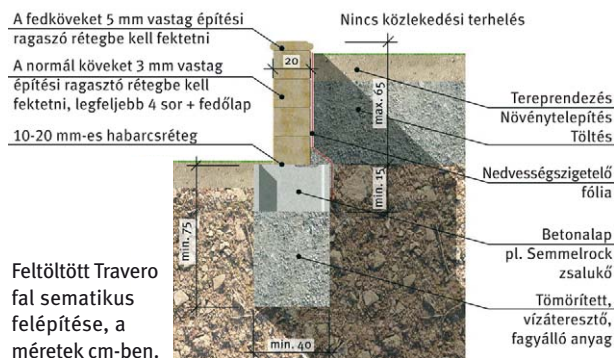 A fedköveket 5 mm vastag építési
ragaszó rétegbe kell fektetni
A normál köveket 3 mm vastag
építési ragasztó rétegbe kell
fektetni, legfeljebb 4 sor + fedőlap
10-20 mm-es habarcsréteg
Nincs közlekedési terhelés
20
max. 65
min. 15
min. 75
min. 40
Tereprendezés
Növénytelepítés
Töltés
Nedvességszigetelő
fólia
Betonalap
pl. Semmelrock
zsalukő
Tömörített,
vízáteresztő,
fagyálló anyag
Feltöltött Travero
fal sematikus
felépítése, a
méretek cm-ben.